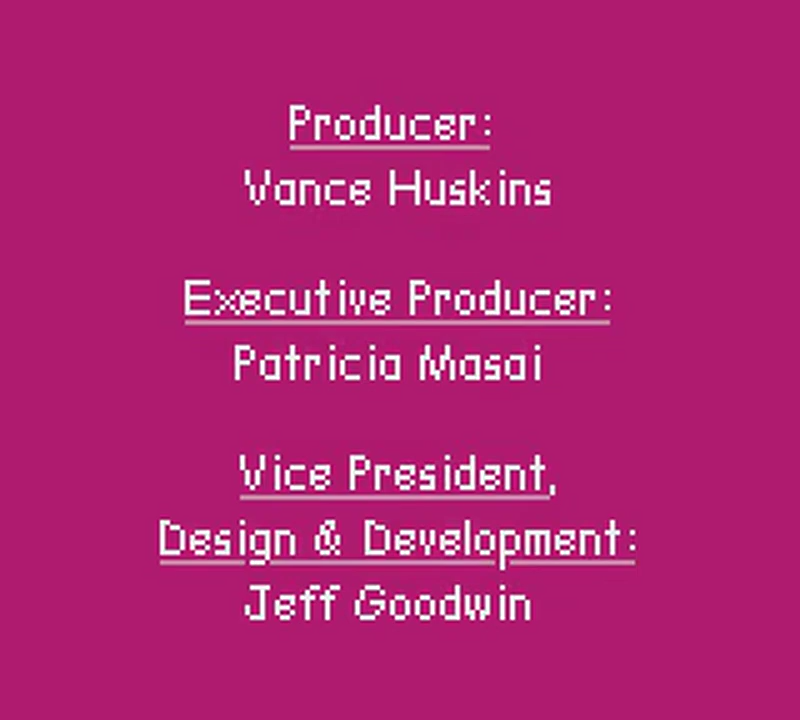 Producer:
Vance Huskins
Executive Producer:
Patricia Masai
Vice President,
Design & Development:
Jeff Goodwin